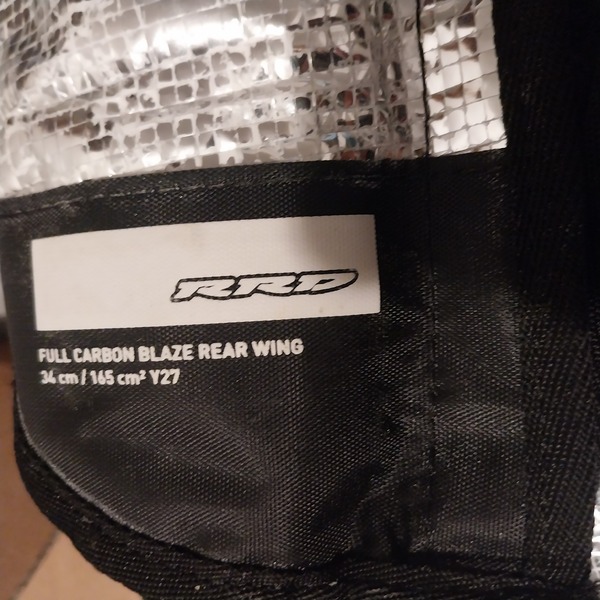 RRD
FULL CARBON BLAZE REAR WING
34 cm / 165 cm² Y27